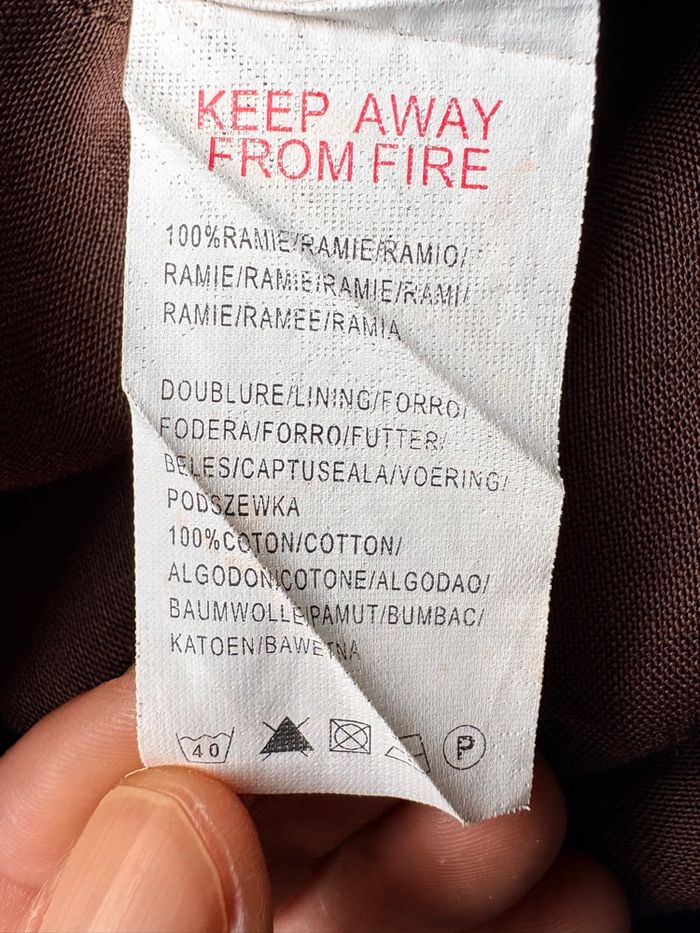 KEEP AWAY
FROM FIRE
100%RAMIE/RAMIE/RAMIO/
RAMIE/RAMIE/RAMIE/RAMI/
RAMIE/RAMEE/RAMIA
DOUBLURE/LINING/FORRO/
FODERA/FORRO/FUTTER/
BELES/CAPTUSEALA/VOERING/
PODSZEWKA
100%COTON/COTTON/
ALGODON/COTONE/ALGODAO/
BAUMWOLLE/PAMUT/BUMBAC/
KATOEN/BAWETNA
40 P